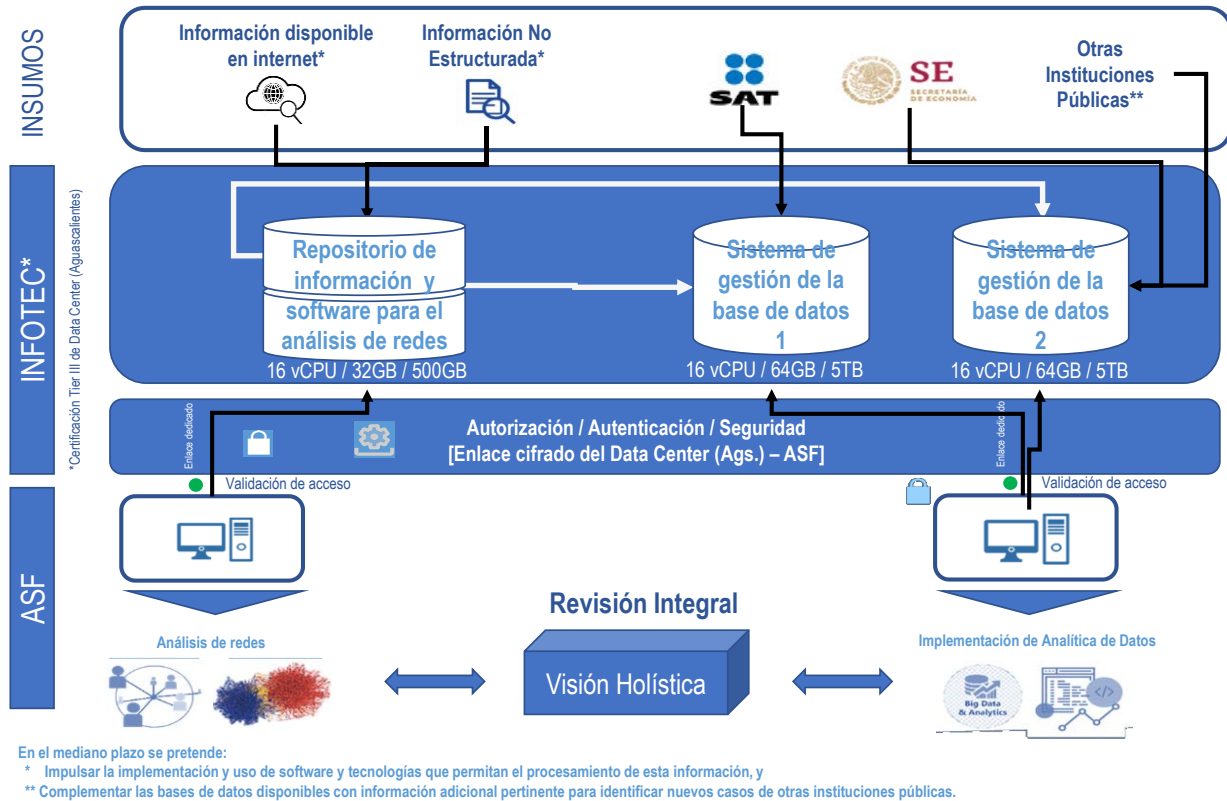 INSUMOS
Información disponible
en internet*
Información No
Estructurada*
SAT
SE
SECRETARÍA
DE ECONOMÍA
Otras
Instituciones
Públicas**
INFOTEC*
*Certificación Tier III de Data Center (Aguascalientes)
Repositorio de
información y
software para el
análisis de redes
16 vCPU / 32GB / 500GB
Sistema de
gestión de la
base de datos
1
16 vCPU / 64GB / 5TB
Sistema de
gestión de la
base de datos
2
16 vCPU / 64GB / 5TB
Enlace dedicado
Autorización / Autenticación / Seguridad
[Enlace cifrado del Data Center (Ags.) – ASF]
Enlace dedicado
Validación de acceso
Validación de acceso
ASF
Análisis de redes
Revisión Integral
Visión Holística
Implementación de Analítica de Datos
Big Data
& Analytics
</>
En el mediano plazo se pretende:
* Impulsar la implementación y uso de software y tecnologías que permitan el procesamiento de esta información, y
** Complementar las bases de datos disponibles con información adicional pertinente para identificar nuevos casos de otras instituciones públicas.